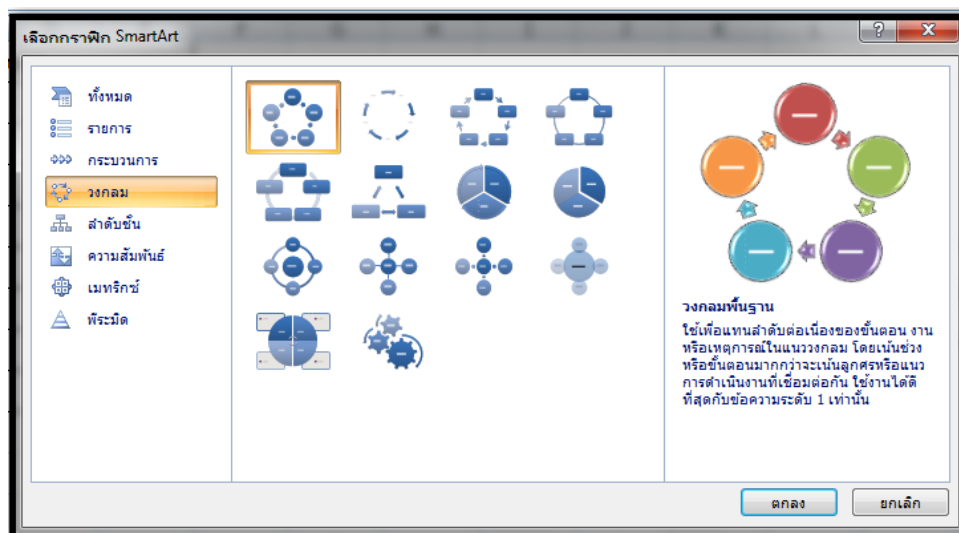 เลือกกราฟิก SmartArt
ทั้งหมด
รายการ
กระบวนการ
วงกลม
ลำดับชั้น
ความสัมพันธ์
เมทริกซ์
พีระมิด
วงกลมพื้นฐาน
ใช้เพื่อแทนลำดับต่อเนื่องของขั้นตอน งาน
หรือเหตุการณ์ในแนววงกลม โดยเน้นช่วง
หรือขั้นตอนมากกว่าจะเน้นลูกศรหรือแนว
การดำเนินงานที่เชื่อมต่อกัน ใช้งานได้ดี
ที่สุดกับข้อความระดับ 1 เท่านั้น
ตกลง
ยกเลิก